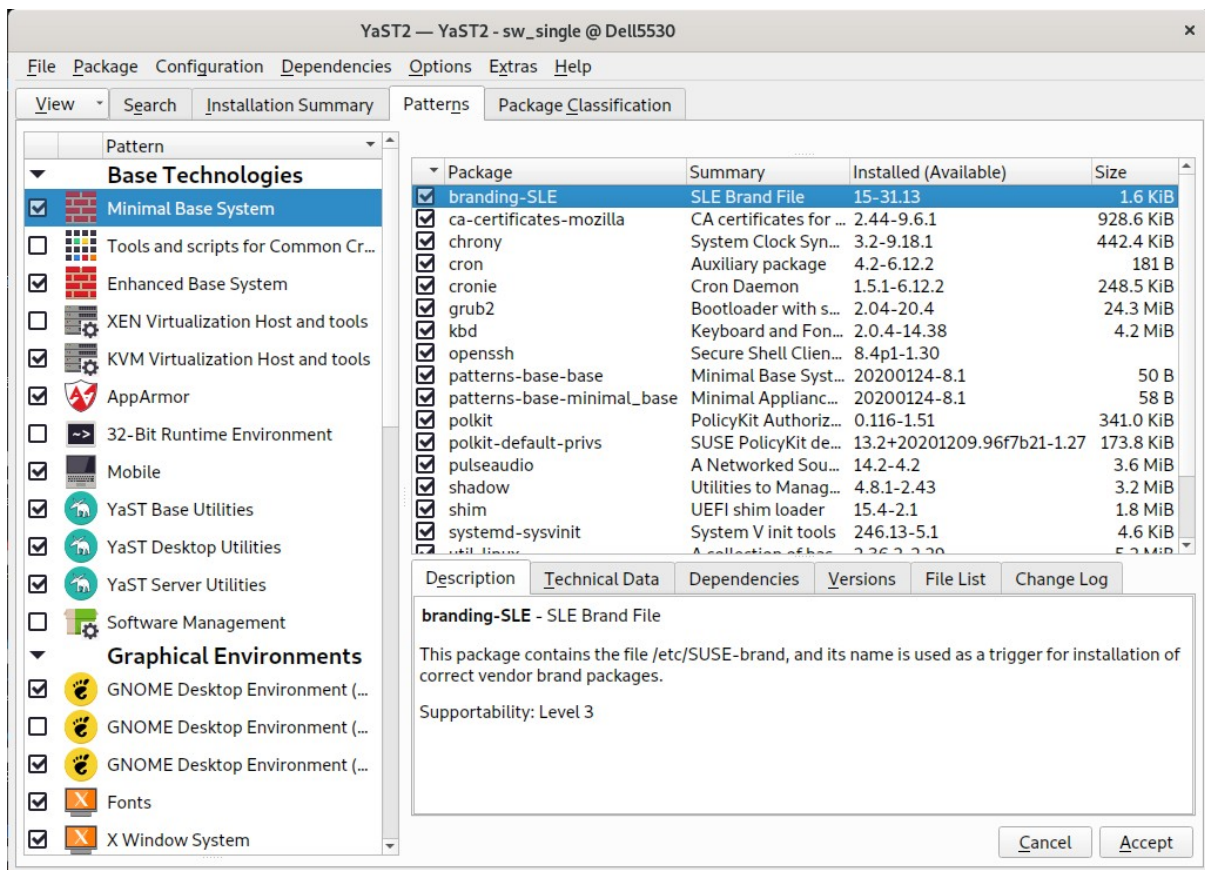 YaST2 — YaST2 - sw_single @ Dell5530 ×
File Package Configuration Dependencies Options Extras Help
View Search Installation Summary Patterns Package Classification
Pattern
Base Technologies
Minimal Base System
Tools and scripts for Common Cr...
Enhanced Base System
XEN Virtualization Host and tools
KVM Virtualization Host and tools
AppArmor
32-Bit Runtime Environment
Mobile
YaST Base Utilities
YaST Desktop Utilities
YaST Server Utilities
Software Management
Graphical Environments
GNOME Desktop Environment (...
GNOME Desktop Environment (...
GNOME Desktop Environment (...
Fonts
X Window System
Package Summary Installed (Available) Size
branding-SLE SLE Brand File 15-31.13 1.6 KiB
ca-certificates-mozilla CA certificates for ... 2.44-9.6.1 928.6 KiB
chrony System Clock Syn... 3.2-9.18.1 442.4 KiB
cron Auxiliary package 4.2-6.12.2 181 B
cronie Cron Daemon 1.5.1-6.12.2 248.5 KiB
grub2 Bootloader with s... 2.04-20.4 24.3 MiB
kbd Keyboard and Fon... 2.0.4-14.38 4.2 MiB
openssh Secure Shell Clien... 8.4p1-1.30
patterns-base-base Minimal Base Syst... 20200124-8.1 50 B
patterns-base-minimal_base Minimal Applianc... 20200124-8.1 58 B
polkit PolicyKit Authoriz... 0.116-1.51 341.0 KiB
polkit-default-privs SUSE PolicyKit de... 13.2+20201209.96f7b21-1.27 173.8 KiB
pulseaudio A Networked Sou... 14.2-4.2 3.6 MiB
shadow Utilities to Manag... 4.8.1-2.43 3.2 MiB
shim UEFI shim loader 15.4-2.1 1.8 MiB
systemd-sysvinit System V init tools 246.13-5.1 4.6 KiB
Description Technical Data Dependencies Versions File List Change Log
branding-SLE - SLE Brand File
This package contains the file /etc/SUSE-brand, and its name is used as a trigger for installation of
correct vendor brand packages.
Supportability: Level 3
Cancel Accept